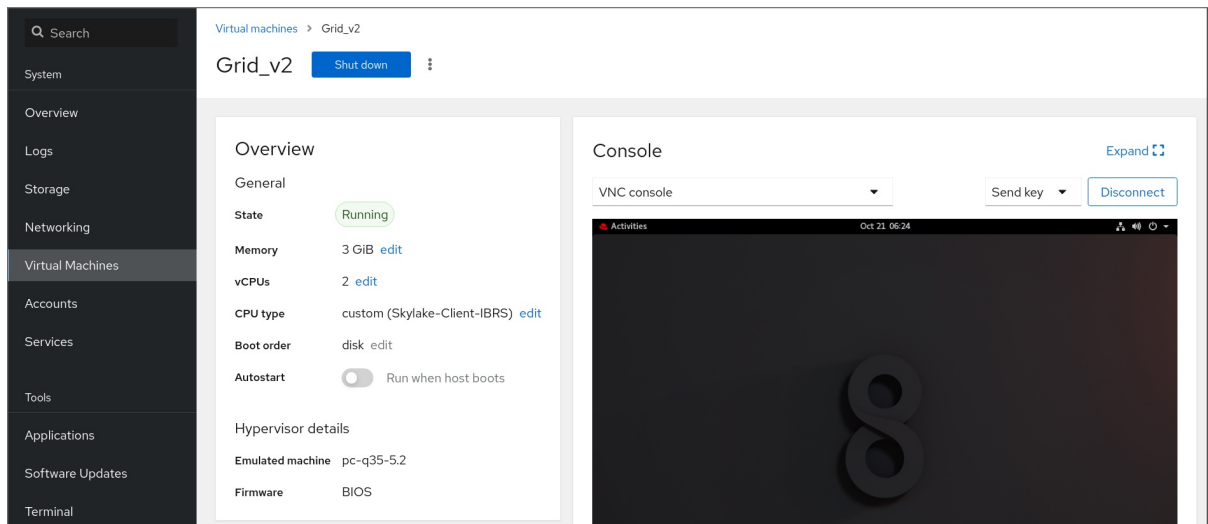 Search
System
Overview
Logs
Storage
Networking
Virtual Machines
Accounts
Services
Tools
Applications
Software Updates
Terminal
Virtual machines > Grid_v2
Grid_v2 Shut down
Overview
General
State Running
Memory 3 GiB edit
vCPUs 2 edit
CPU type custom (Skylake-Client-IBRS) edit
Boot order disk edit
Autostart Run when host boots
Hypervisor details
Emulated machine pc-q35-5.2
Firmware BIOS
Console Expand
VNC console Send key Disconnect
Activities Oct 21 06:24
8